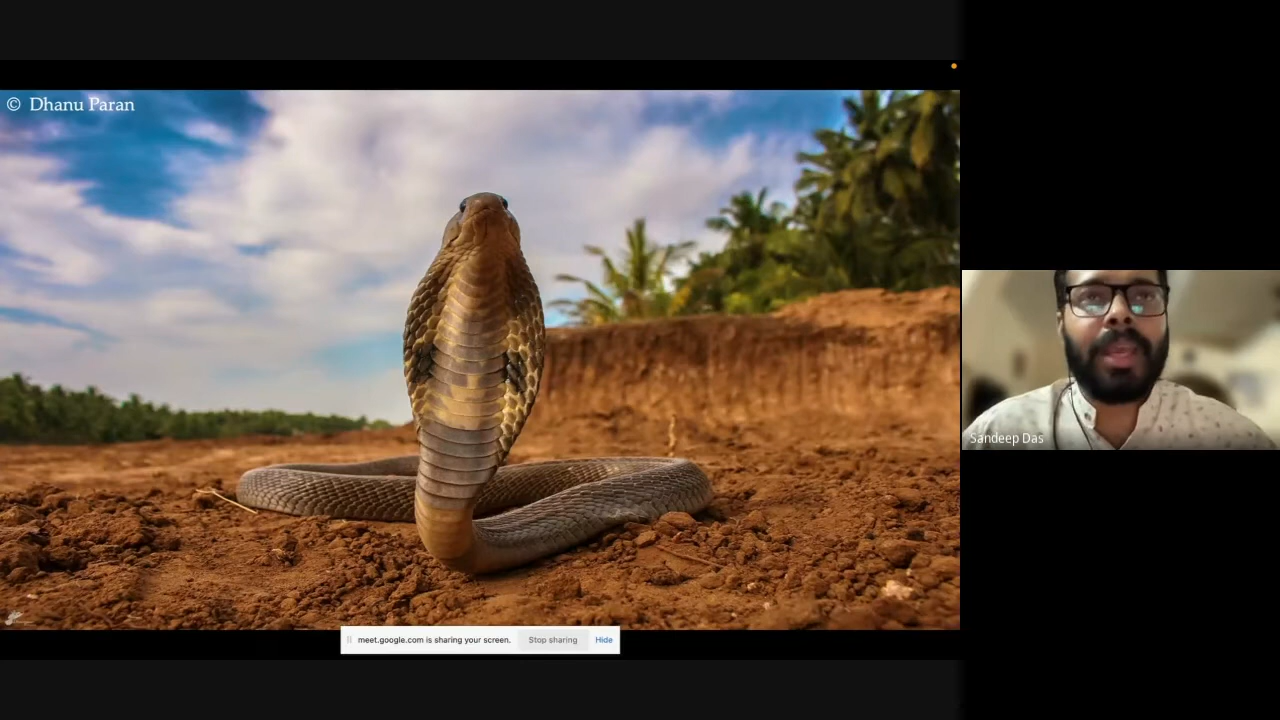 © Dhanu Paran
Sandeep Das
meet.google.com is sharing your screen. Stop sharing Hide